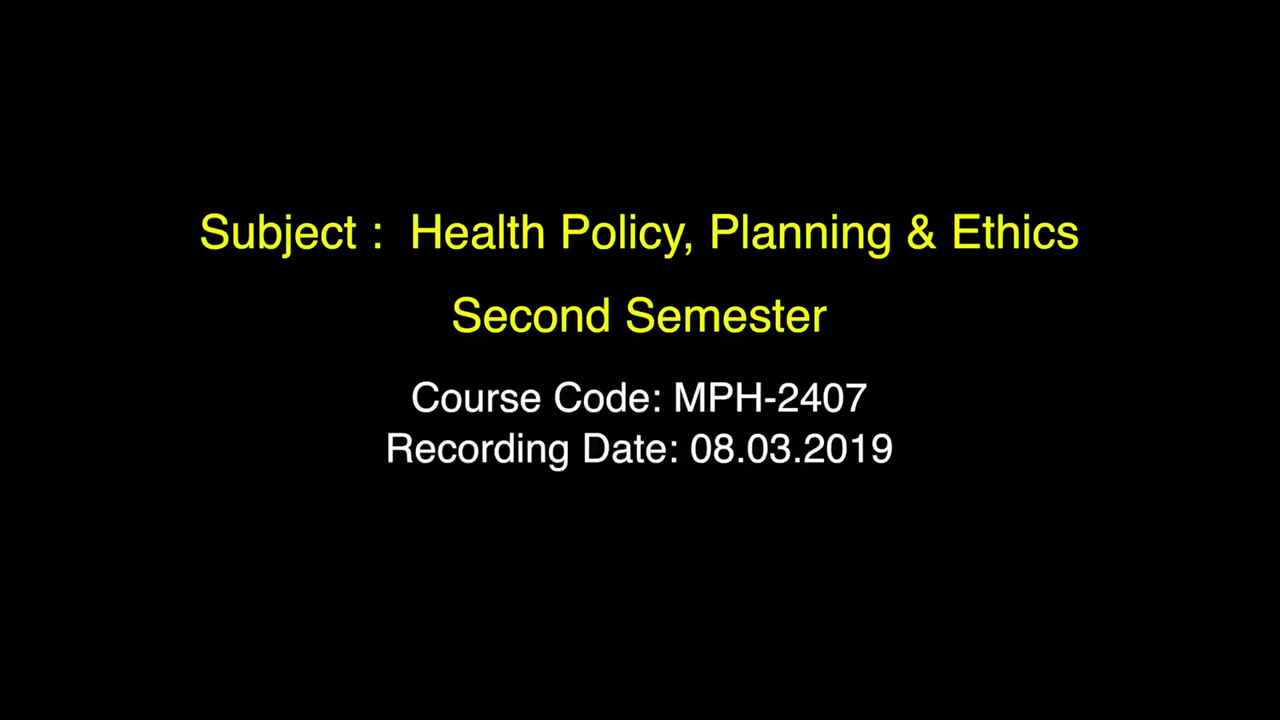 Subject :  Health Policy, Planning & Ethics
Second Semester
Course Code: MPH-2407
Recording Date: 08.03.2019